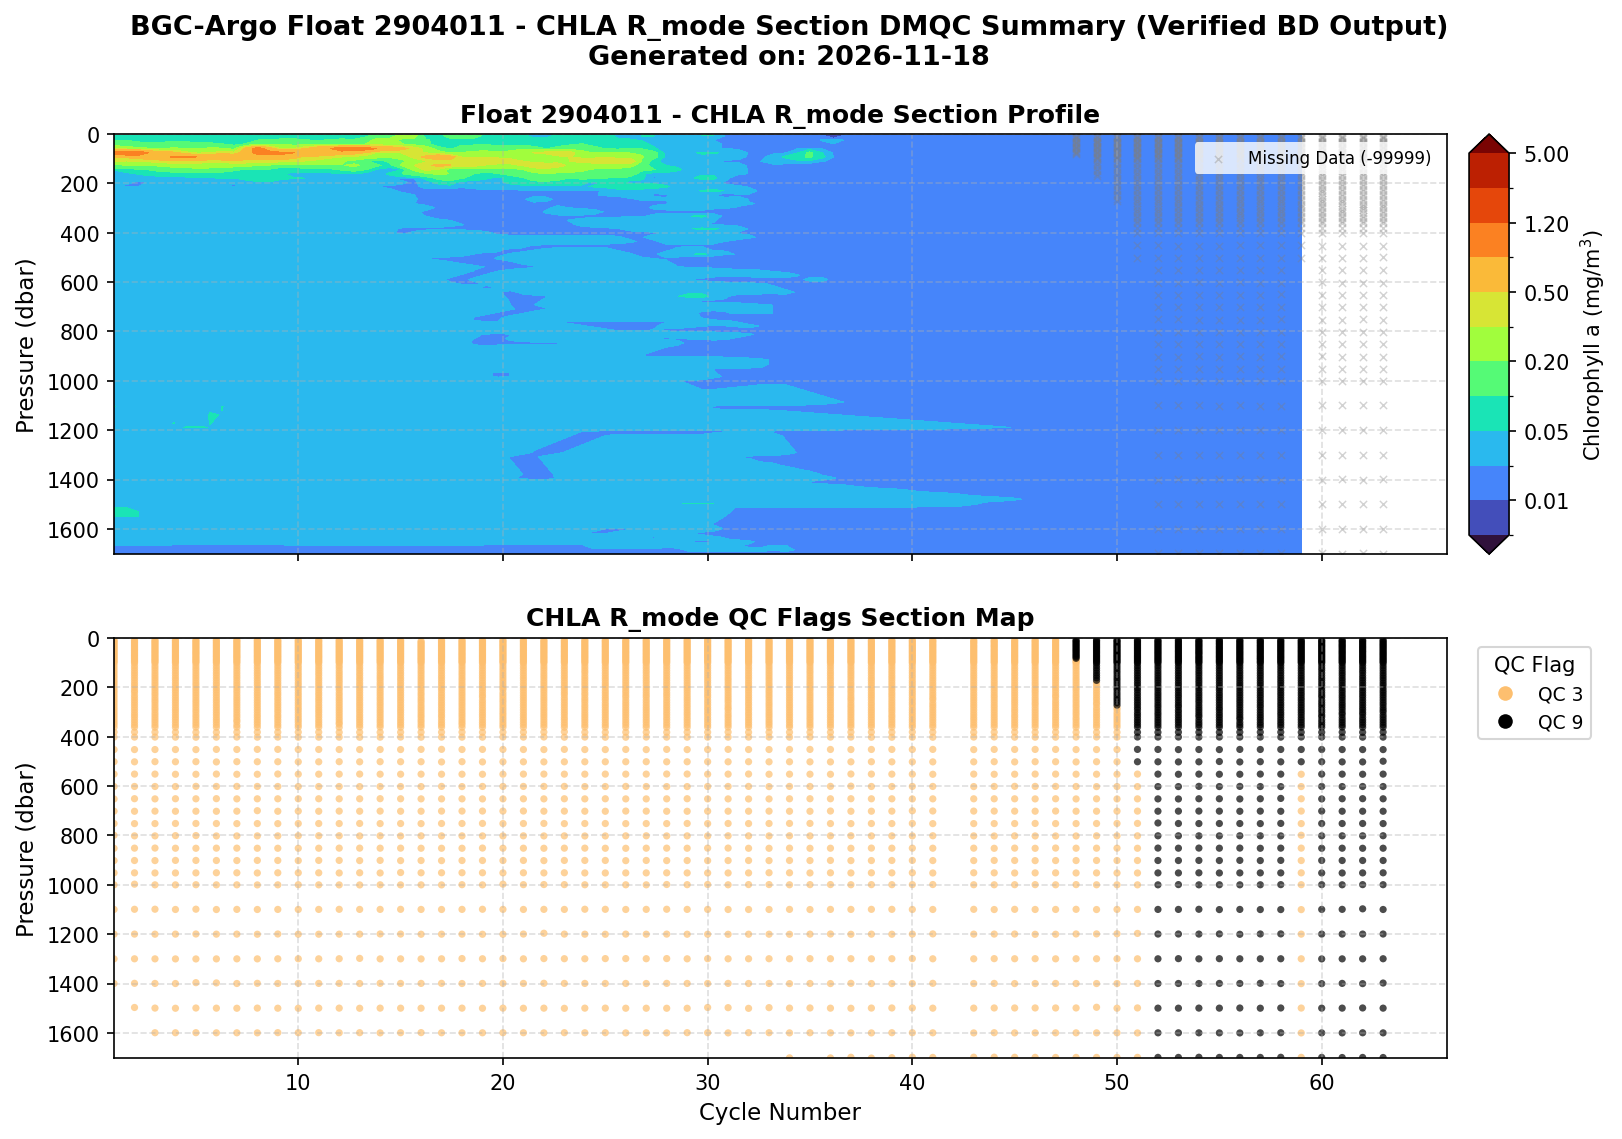 BGC-Argo Float 2904011 - CHLA R_mode Section DMQC Summary (Verified BD Output)
Generated on: 2026-11-18
Float 2904011 - CHLA R_mode Section Profile
Pressure (dbar)
0
200
400
600
800
1000
1200
1400
1600
Missing Data (-99999)
5.00
1.20
0.50
0.20
0.05
0.01
Chlorophyll a (mg/m³)
CHLA R_mode QC Flags Section Map
Pressure (dbar)
0
200
400
600
800
1000
1200
1400
1600
10 20 30 40 50 60
Cycle Number
QC Flag
QC 3
QC 9